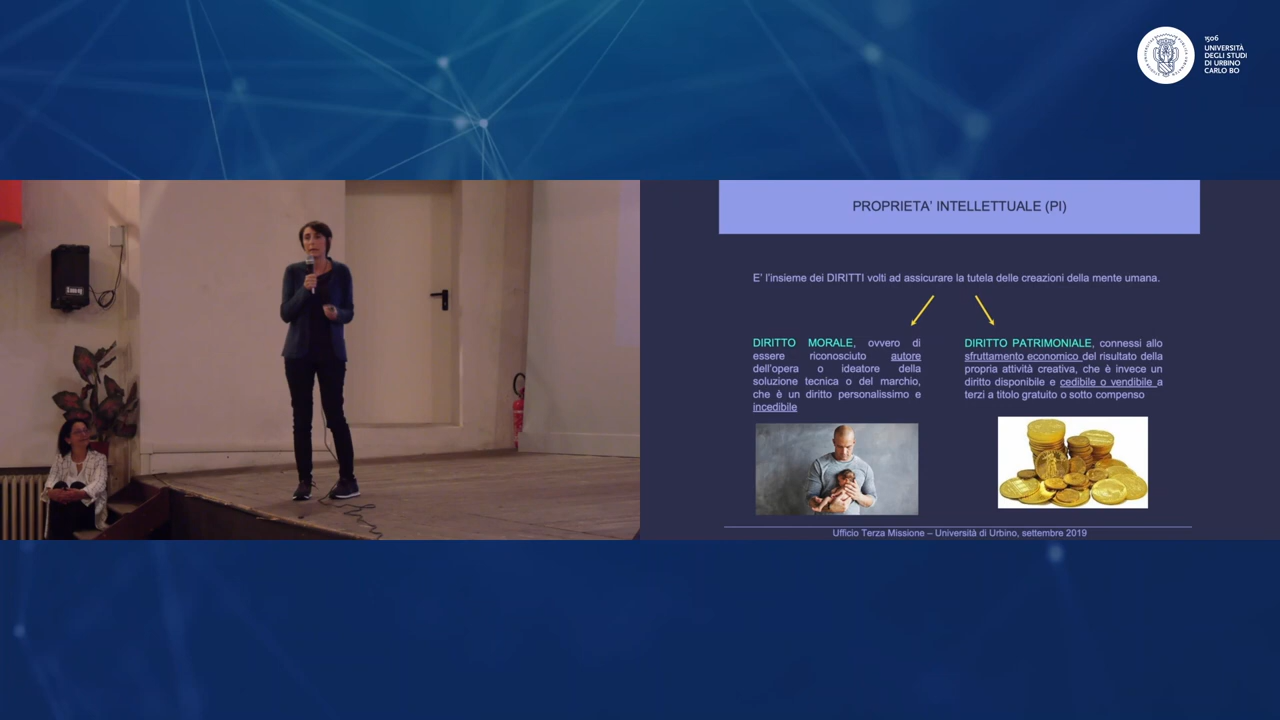 1506
UNIVERSITÀ
DEGLI STUDI
DI URBINO
CARLO BO
PROPRIETA' INTELLETTUALE (PI)
E' l'insieme dei DIRITTI volti ad assicurare la tutela delle creazioni della mente umana.
DIRITTO MORALE, ovvero di
essere riconosciuto autore
dell'opera o ideatore della
soluzione tecnica o del marchio,
che è un diritto personalissimo e
incedibile
DIRITTO PATRIMONIALE, connessi allo
sfruttamento economico del risultato della
propria attività creativa, che è invece un
diritto disponibile e cedibile o vendibile a
terzi a titolo gratuito o sotto compenso
Ufficio Terza Missione – Università di Urbino, settembre 2019